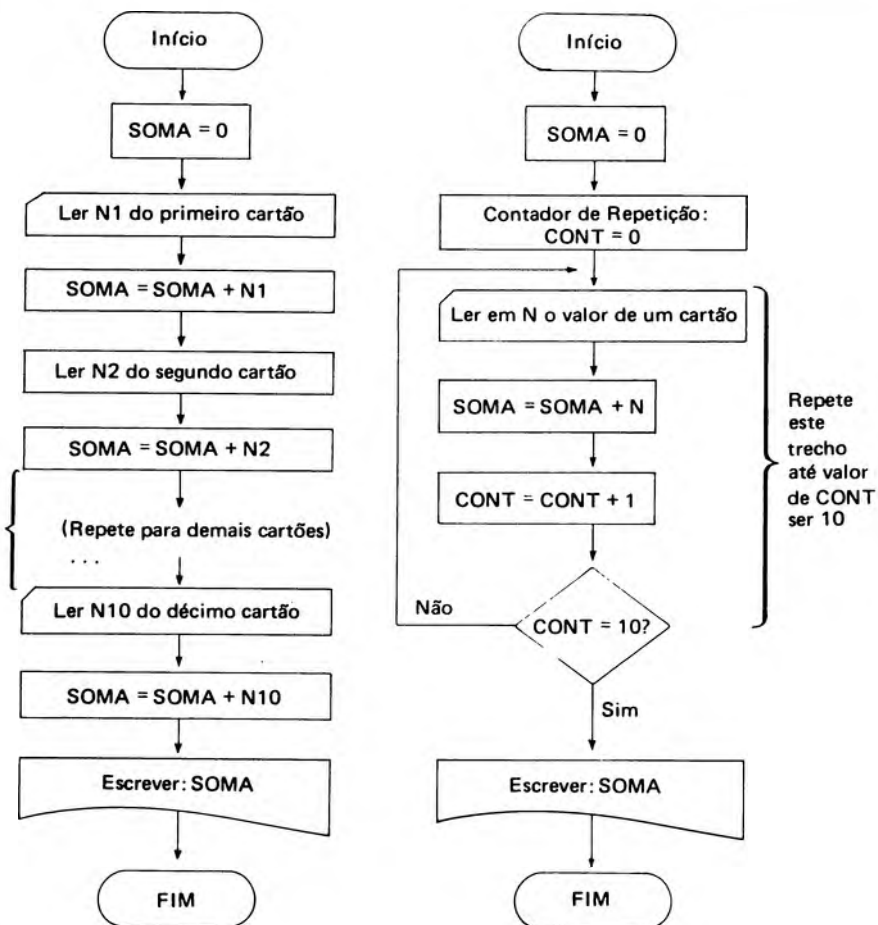 Início
SOMA = 0
Ler N1 do primeiro cartão
SOMA = SOMA + N1
Ler N2 do segundo cartão
SOMA = SOMA + N2
(Repete para demais cartões)
...
Ler N10 do décimo cartão
SOMA = SOMA + N10
Escrever: SOMA
FIM
Início
SOMA = 0
Contador de Repetição:
CONT = 0
Ler em N o valor de um cartão
SOMA = SOMA + N
CONT = CONT + 1
Não
CONT = 10?
Sim
Escrever: SOMA
FIM
Repete
este
trecho
até valor
de CONT
ser 10